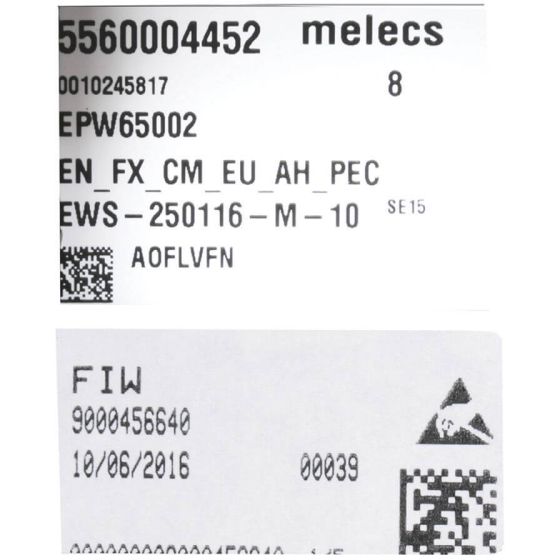 5560004452 melecs
0010245817 8
EPW65002
EN_FX_CM_EU_AH_PEC
EWS-250116-M-10 SE15
AOFLVFN
FIW
9000456640
10/06/2016 00039